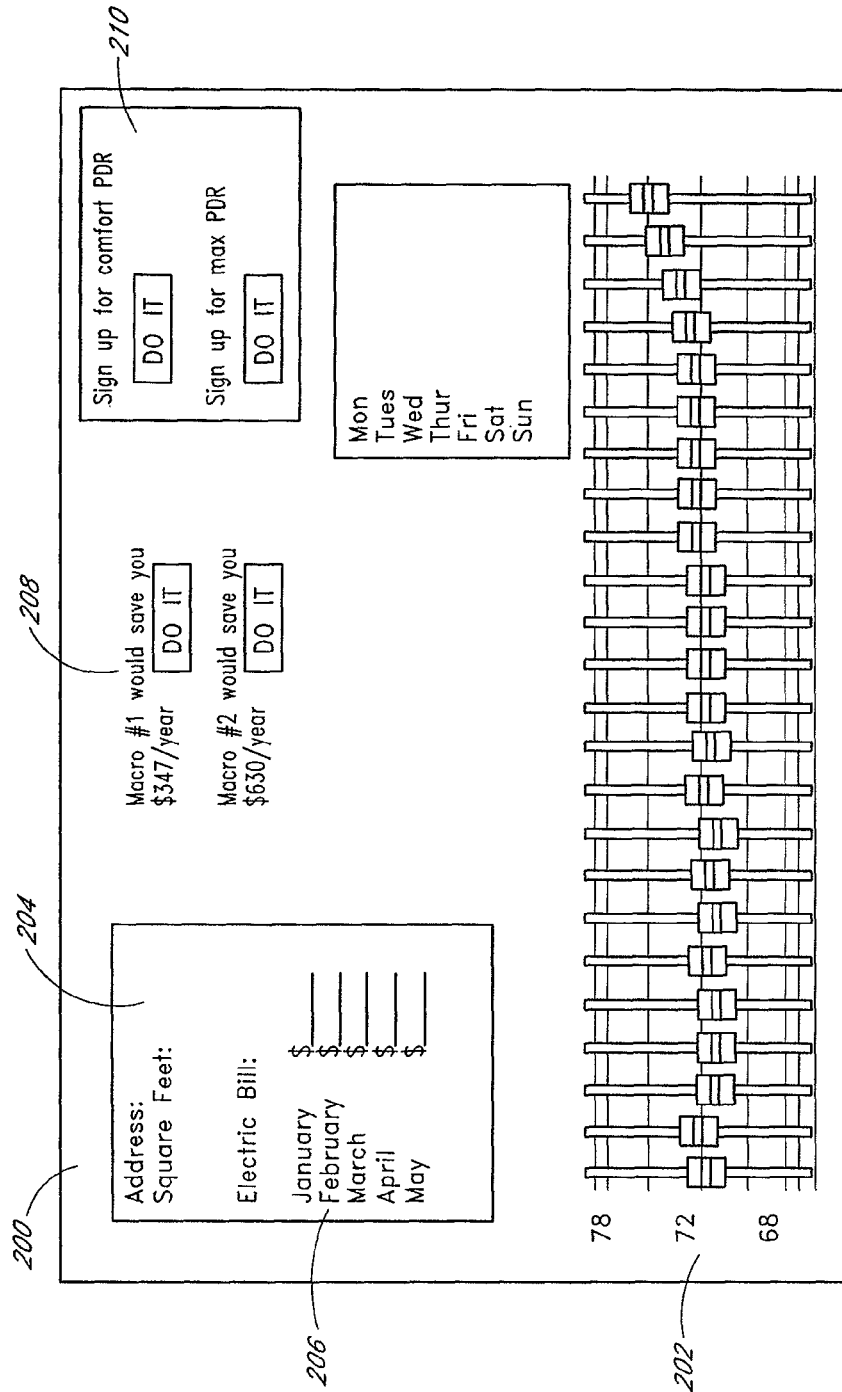 200
204
208
210
Address:
Square Feet:
Electric Bill:
January $
February $
March $
April $
May $
206
Macro #1 would save you
$347/year
DO IT
Macro #2 would save you
$630/year
DO IT
Sign up for comfort PDR
DO IT
Sign up for max PDR
DO IT
Mon
Tues
Wed
Thur
Fri
Sat
Sun
78
72
68
202